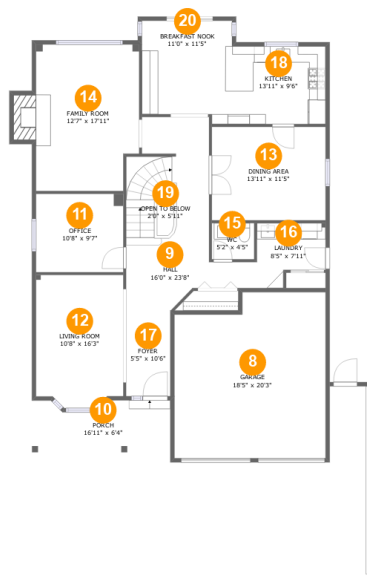 20
BREAKFAST NOOK
11'0" x 11'5"
18
KITCHEN
13'11" x 9'6"
14
FAMILY ROOM
12'7" x 17'11"
13
DINING AREA
13'11" x 11'5"
19
OPEN TO BELOW
2'0" x 5'11"
11
OFFICE
10'8" x 9'7"
15
WC
5'2" x 4'5"
16
LAUNDRY
8'5" x 7'11"
9
HALL
16'0" x 23'8"
12
LIVING ROOM
10'8" x 16'3"
17
FOYER
5'5" x 10'6"
8
GARAGE
18'5" x 20'3"
10
PORCH
16'11" x 6'4"